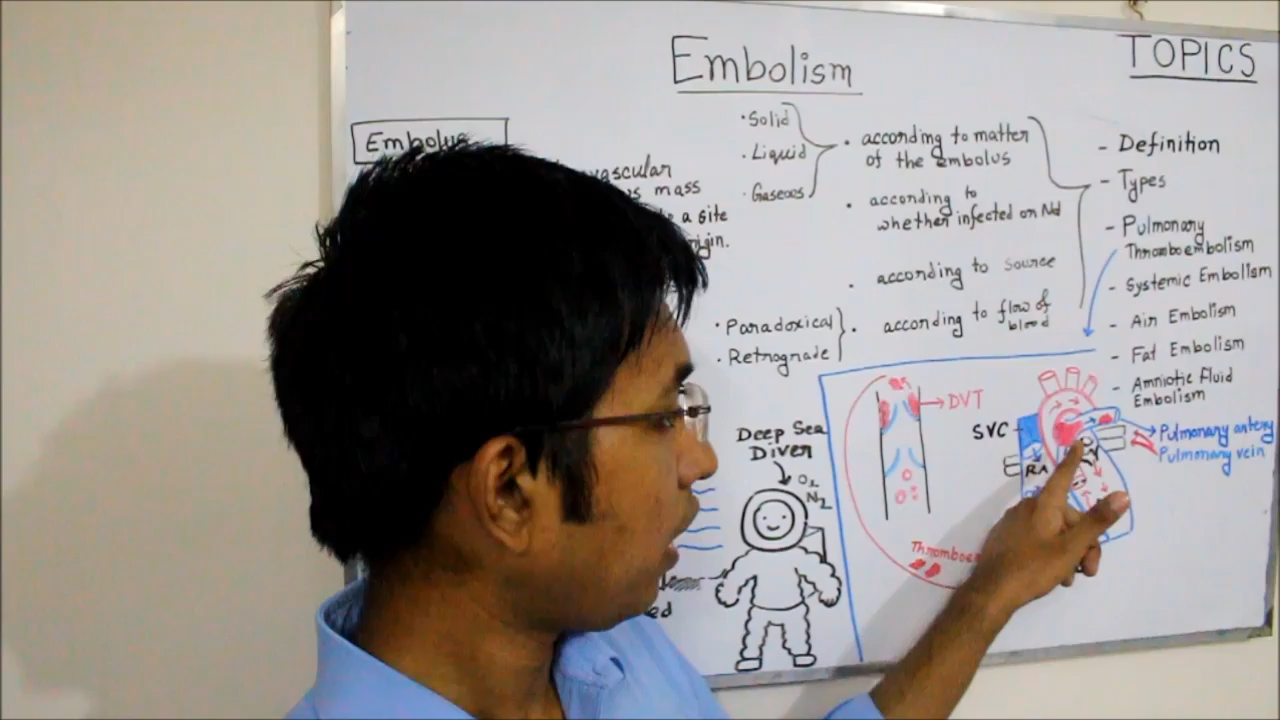 Embolism
TOPICS
Embolus
vascular
mass
a site
origin.
• Solid
• Liquid
• Gaseous
• according to matter
of the embolus
• according to
whether infected or Not
• according to source
• according to flow of
blood
• Paradoxical
• Retrograde
- Definition
- Types
- Pulmonary
Thromboembolism
- Systemic Embolism
- Air Embolism
- Fat Embolism
- Amniotic Fluid
Embolism
Deep Sea
Diver
O₂
N₂
DVT
SVC
RA
Pulmonary artery
Pulmonary vein